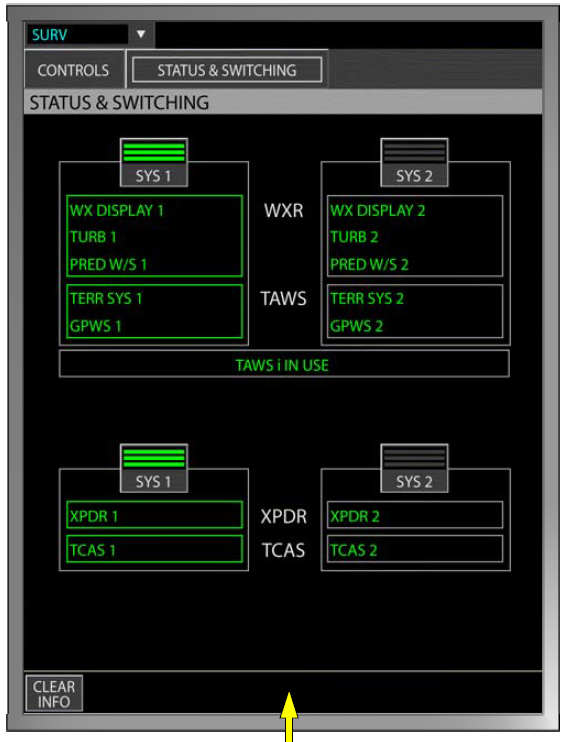 SURV
CONTROLS STATUS & SWITCHING
STATUS & SWITCHING
SYS 1 SYS 2
WX DISPLAY 1 WXR WX DISPLAY 2
TURB 1 TURB 2
PRED W/S 1 PRED W/S 2
TERR SYS 1 TAWS TERR SYS 2
GPWS 1 GPWS 2
TAWS i IN USE
SYS 1 SYS 2
XPDR 1 XPDR XPDR 2
TCAS 1 TCAS TCAS 2
CLEAR
INFO